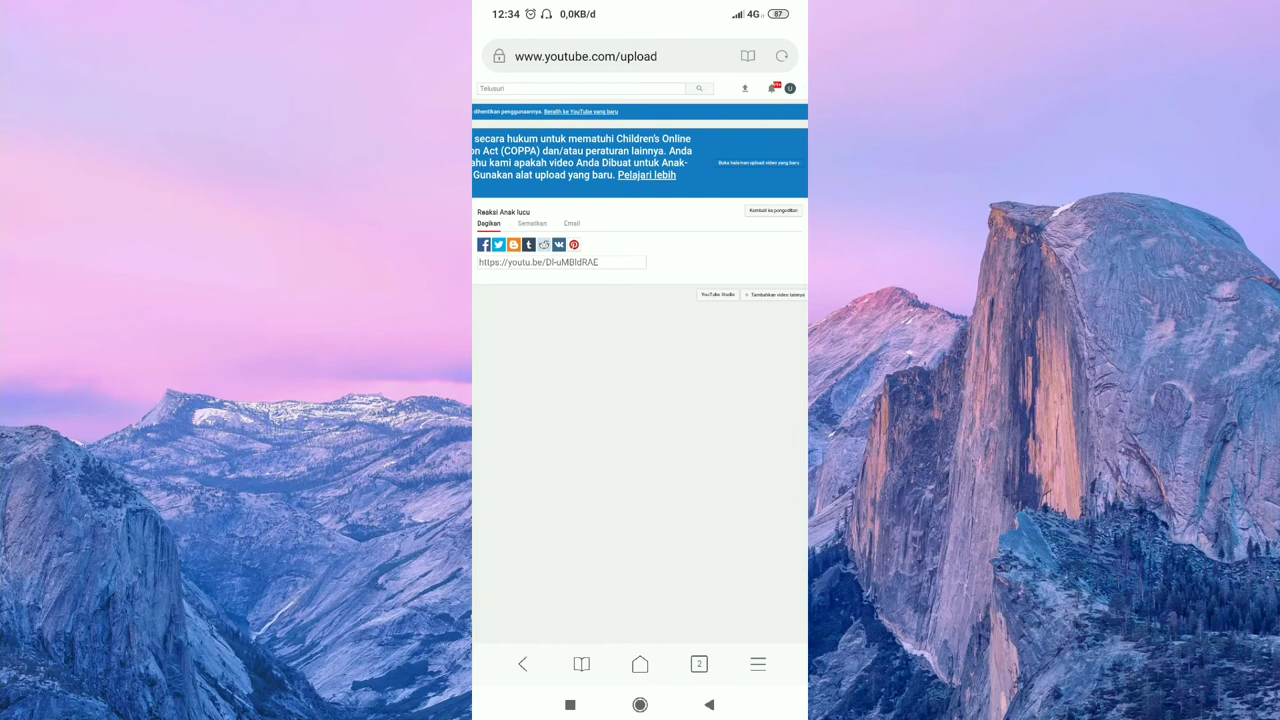 12:34 0,0KB/d 4G 87
www.youtube.com/upload
Telusuri
dihentikan penggunaannya. Beralih ke YouTube yang baru
secara hukum untuk mematuhi Children's Online
on Act (COPPA) dan/atau peraturan lainnya. Anda
ahu kami apakah video Anda Dibuat untuk Anak-
Gunakan alat upload yang baru. Pelajari lebih
Buka halaman upload video yang baru
Reaksi Anak lucu
Kembali ke pengeditan
Bagikan Sematkan Email
https://youtu.be/Dl-uMBldRAE
YouTube Studio + Tambahkan video lainnya
2